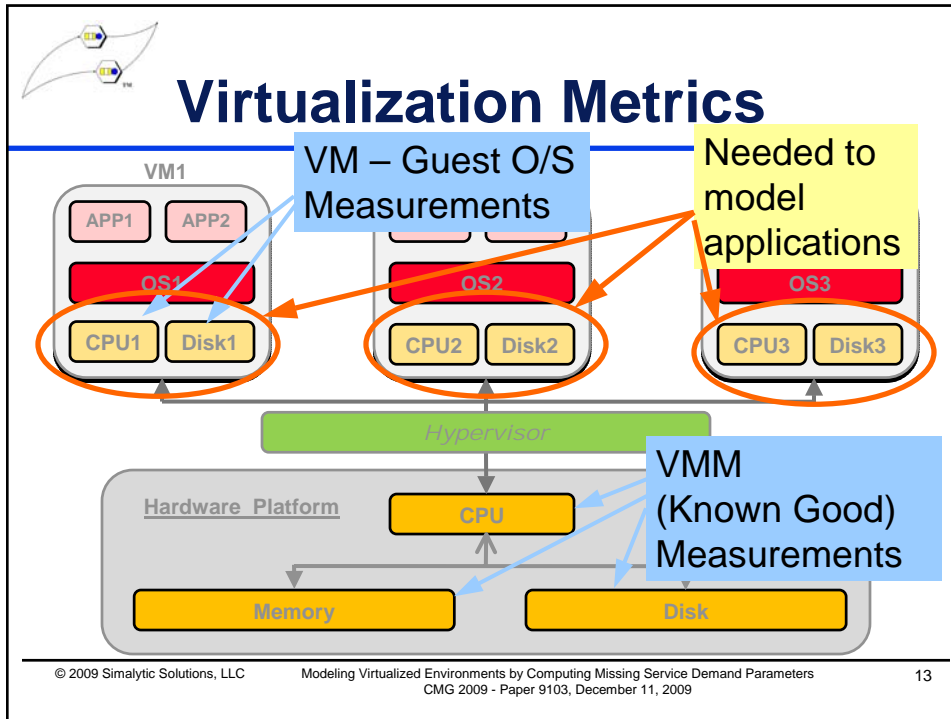 TM
Virtualization Metrics
VM1
VM – Guest O/S
Measurements
Needed to
model
applications
APP1
APP2
OS1
OS2
OS3
CPU1
Disk1
CPU2
Disk2
CPU3
Disk3
Hypervisor
Hardware Platform
CPU
VMM
(Known Good)
Measurements
Memory
Disk
© 2009 Simalytic Solutions, LLC
Modeling Virtualized Environments by Computing Missing Service Demand Parameters
CMG 2009 - Paper 9103, December 11, 2009
13